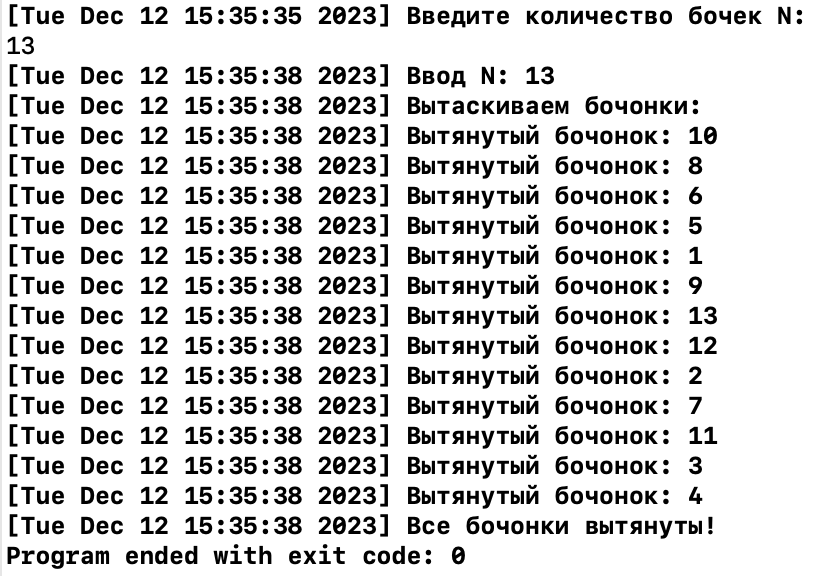 [Tue Dec 12 15:35:35 2023] Введите количество бочек N:
13
[Tue Dec 12 15:35:38 2023] Ввод N: 13
[Tue Dec 12 15:35:38 2023] Вытаскиваем бочонки:
[Tue Dec 12 15:35:38 2023] Вытянутый бочонок: 10
[Tue Dec 12 15:35:38 2023] Вытянутый бочонок: 8
[Tue Dec 12 15:35:38 2023] Вытянутый бочонок: 6
[Tue Dec 12 15:35:38 2023] Вытянутый бочонок: 5
[Tue Dec 12 15:35:38 2023] Вытянутый бочонок: 1
[Tue Dec 12 15:35:38 2023] Вытянутый бочонок: 9
[Tue Dec 12 15:35:38 2023] Вытянутый бочонок: 13
[Tue Dec 12 15:35:38 2023] Вытянутый бочонок: 12
[Tue Dec 12 15:35:38 2023] Вытянутый бочонок: 2
[Tue Dec 12 15:35:38 2023] Вытянутый бочонок: 7
[Tue Dec 12 15:35:38 2023] Вытянутый бочонок: 11
[Tue Dec 12 15:35:38 2023] Вытянутый бочонок: 3
[Tue Dec 12 15:35:38 2023] Вытянутый бочонок: 4
[Tue Dec 12 15:35:38 2023] Все бочонки вытянуты!
Program ended with exit code: 0